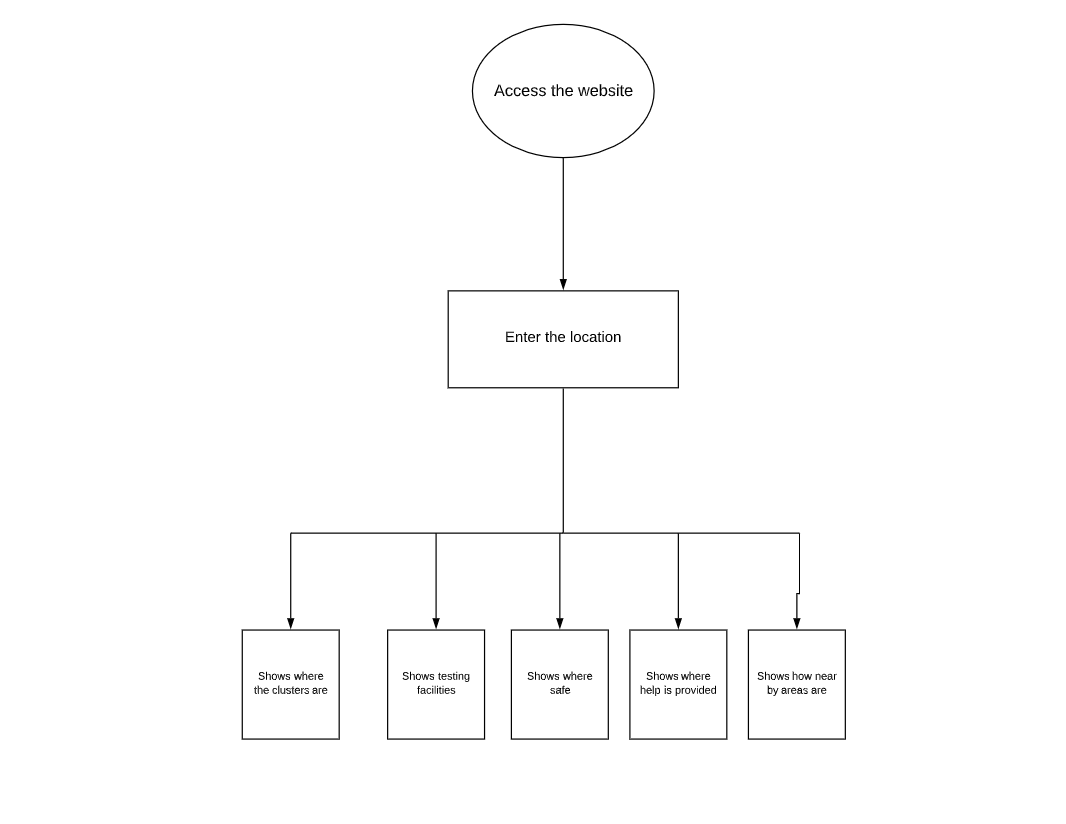 Access the website
Enter the location
Shows where
the clusters are
Shows testing
facilities
Shows where
safe
Shows where
help is provided
Shows how near
by areas are